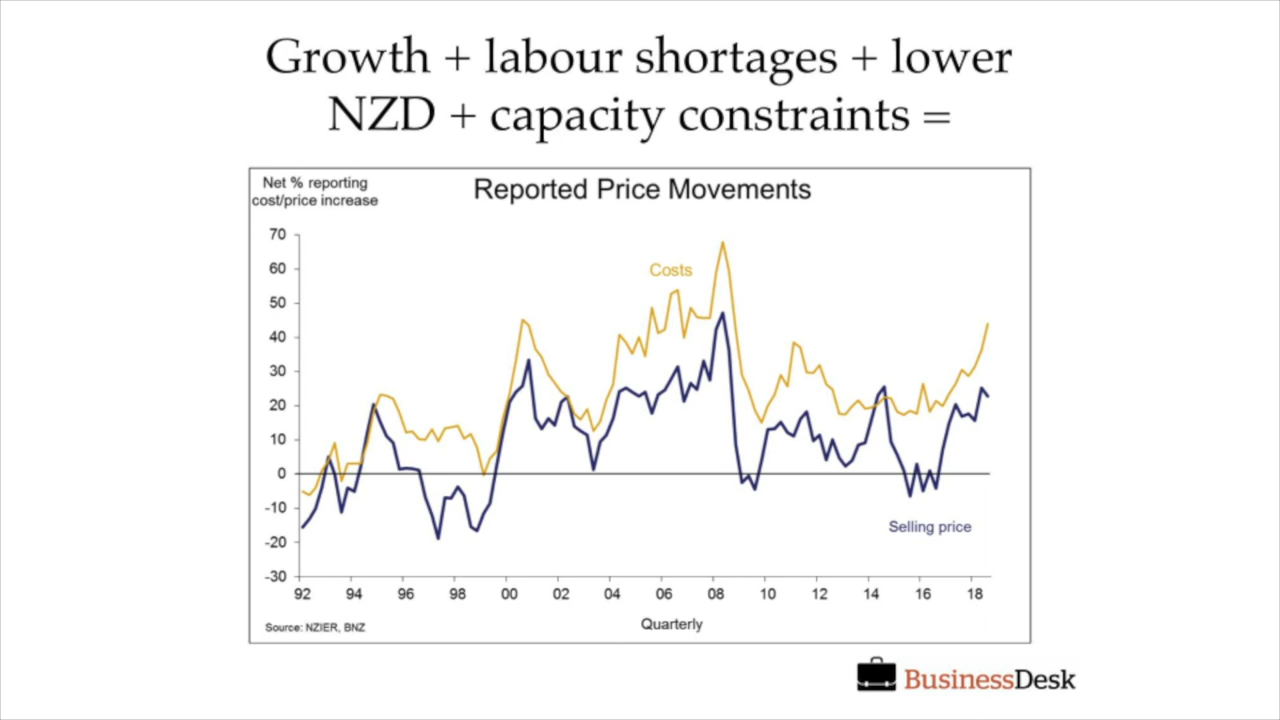 Growth + labour shortages + lower
NZD + capacity constraints =
Net % reporting
cost/price increase
Reported Price Movements
70
60
50
40
30
20
10
0
-10
-20
-30
Costs
Selling price
92 94 96 98 00 02 04 06 08 10 12 14 16 18
Quarterly
Source: NZIER, BNZ
BusinessDesk